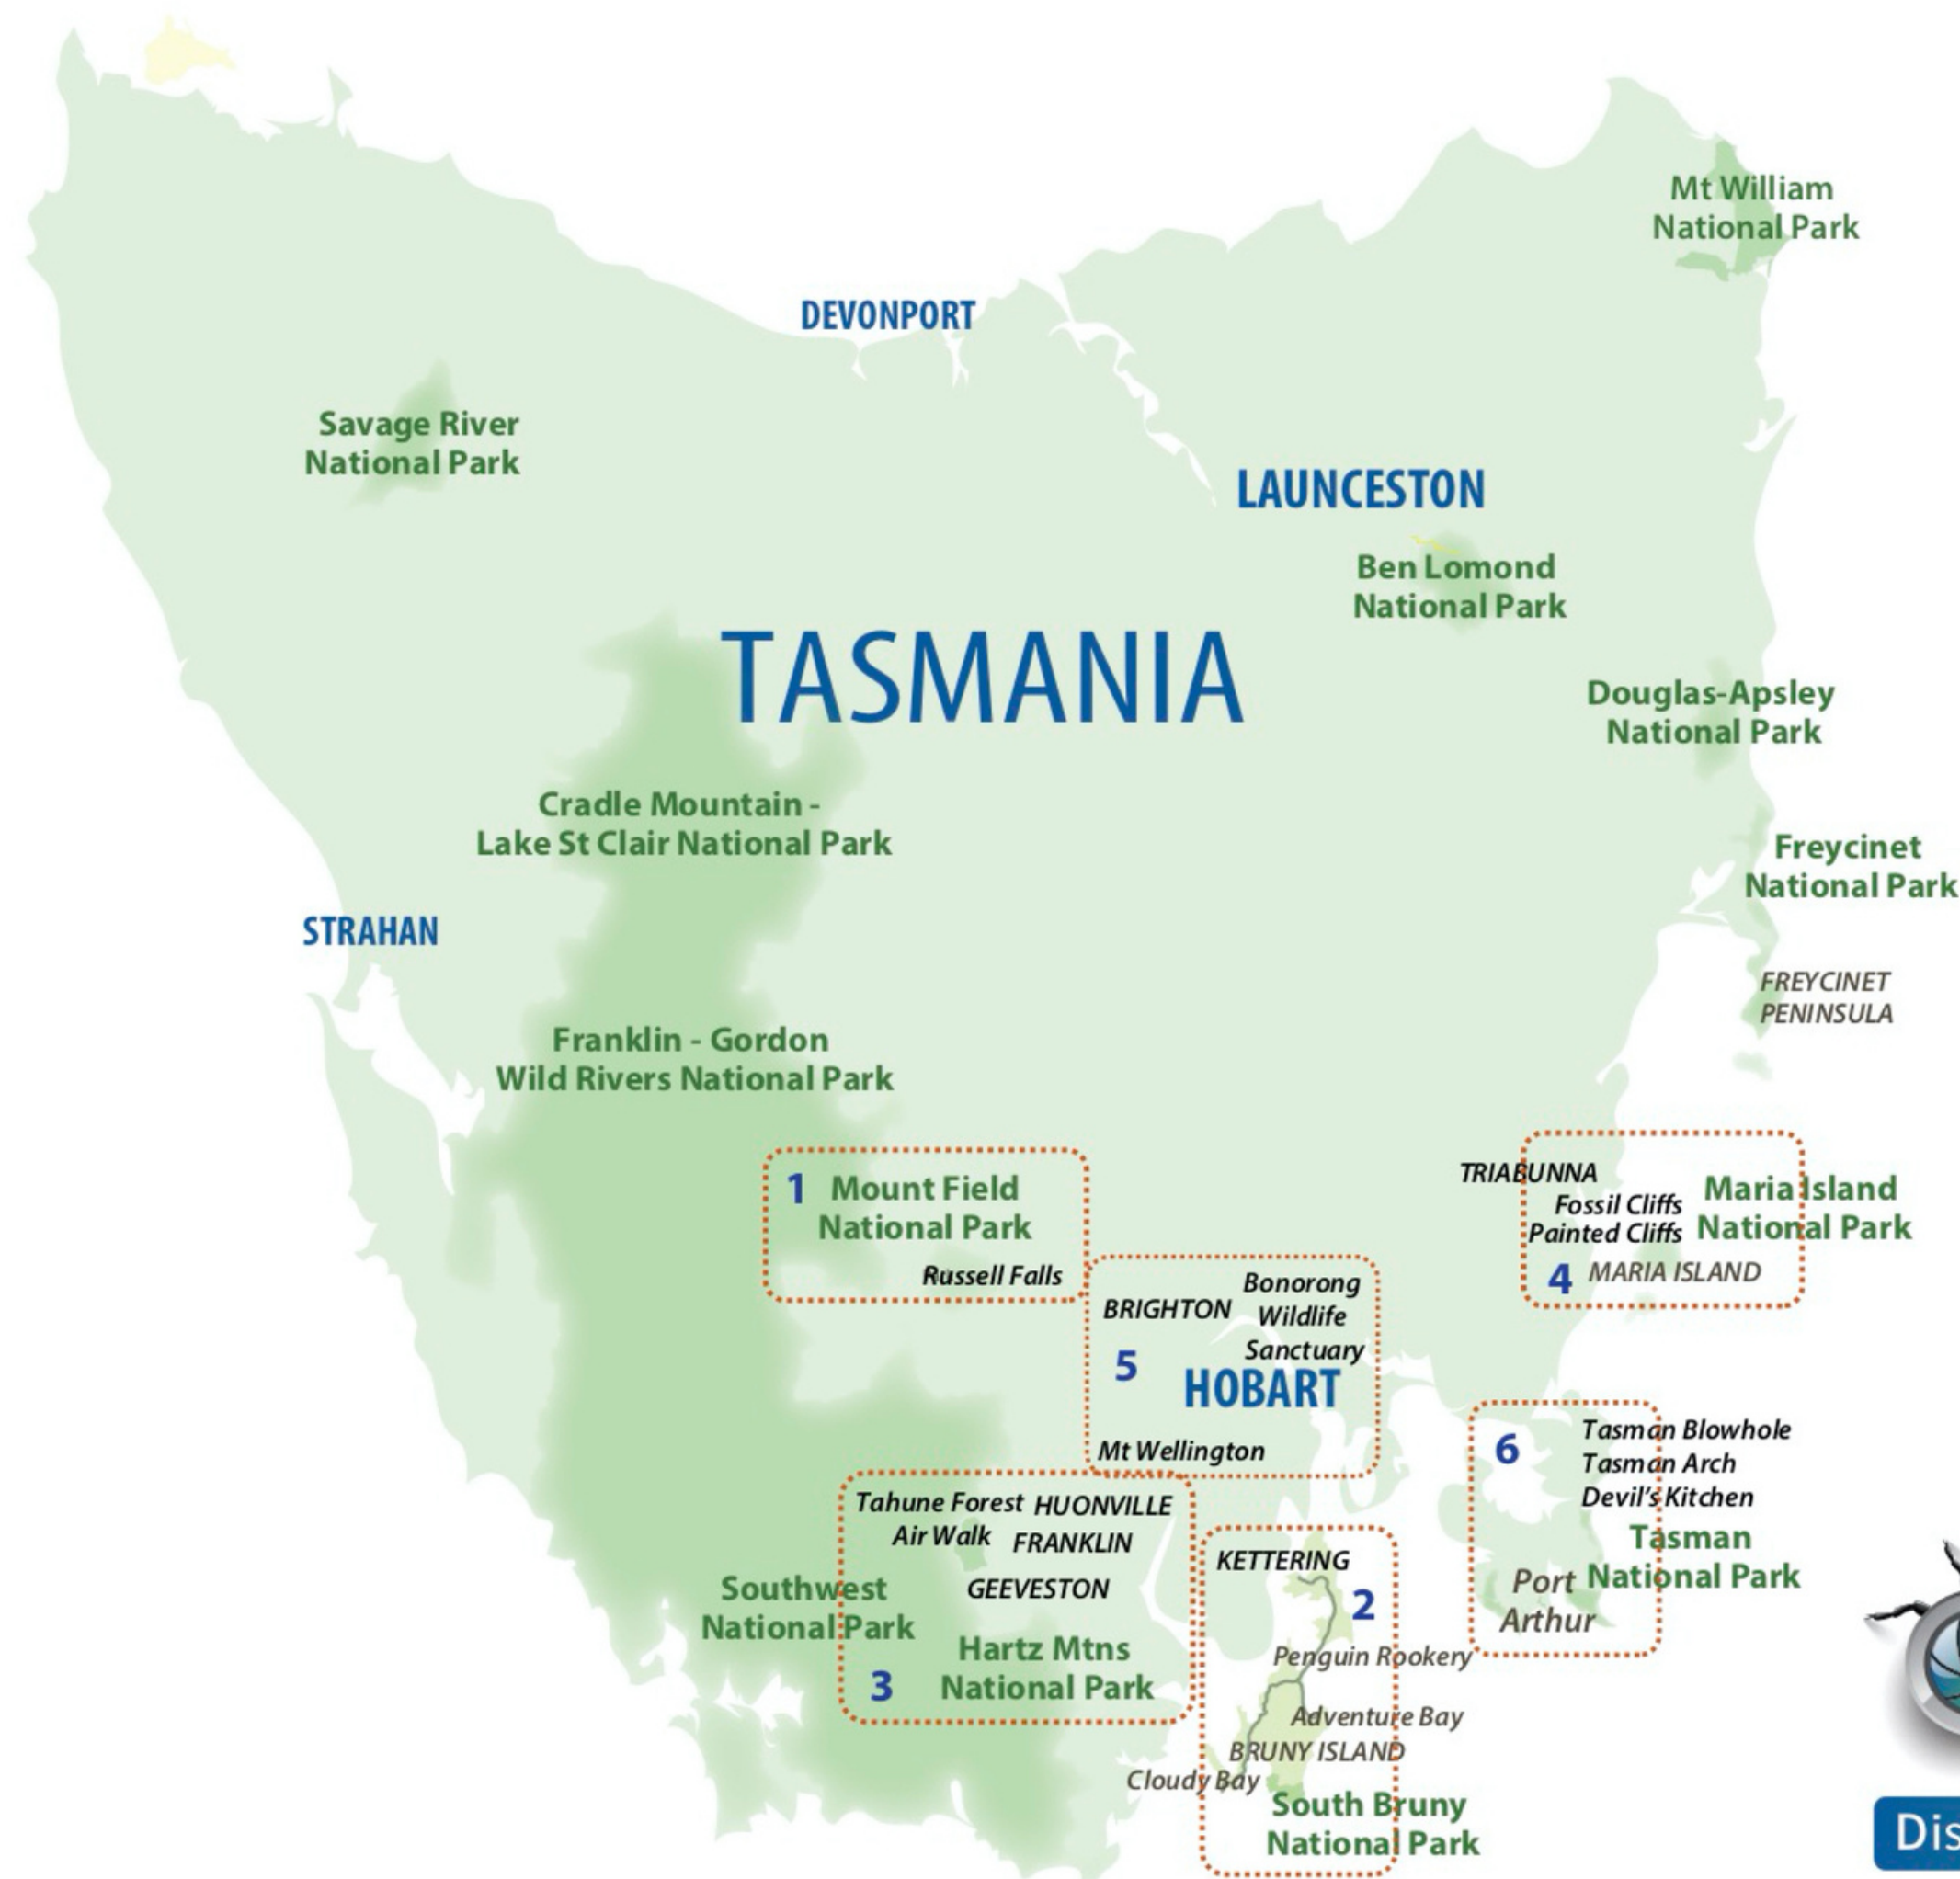 Mt William
National Park
DEVONPORT
Savage River
National Park
LAUNCESTON
Ben Lomond
National Park
TASMANIA
Douglas-Apsley
National Park
Cradle Mountain -
Lake St Clair National Park
Freycinet
National Park
STRAHAN
FREYCINET
PENINSULA
Franklin - Gordon
Wild Rivers National Park
1
Mount Field
National Park
Russell Falls
TRIABUNNA
Fossil Cliffs
Painted Cliffs
Maria Island
National Park
4
MARIA ISLAND
BRIGHTON
Bonorong
Wildlife
Sanctuary
5
HOBART
Mt Wellington
6
Tasman Blowhole
Tasman Arch
Devil's Kitchen
Tasman
National Park
Port
Arthur
Tahune Forest
Air Walk
HUONVILLE
FRANKLIN
GEEVESTON
Southwest
National Park
Hartz Mtns
National Park
3
KETTERING
2
Penguin Rookery
Adventure Bay
BRUNY ISLAND
Cloudy Bay
South Bruny
National Park
Dis